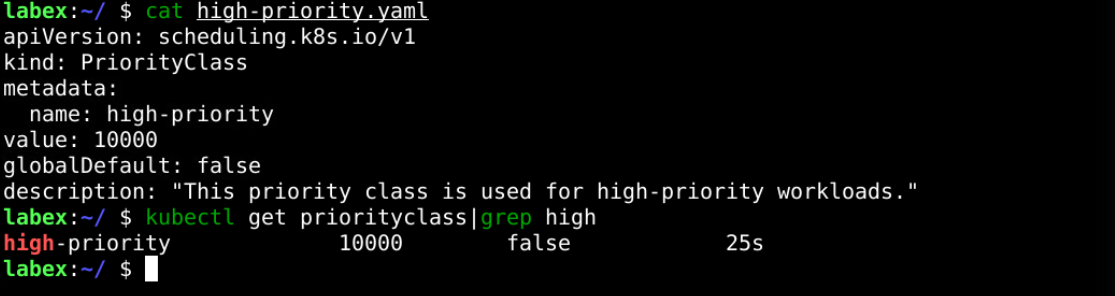 labex:~/ $ cat high-priority.yaml
apiVersion: scheduling.k8s.io/v1
kind: PriorityClass
metadata:
  name: high-priority
value: 10000
globalDefault: false
description: "This priority class is used for high-priority workloads."
labex:~/ $ kubectl get priorityclass|grep high
high-priority             10000        false            25s
labex:~/ $